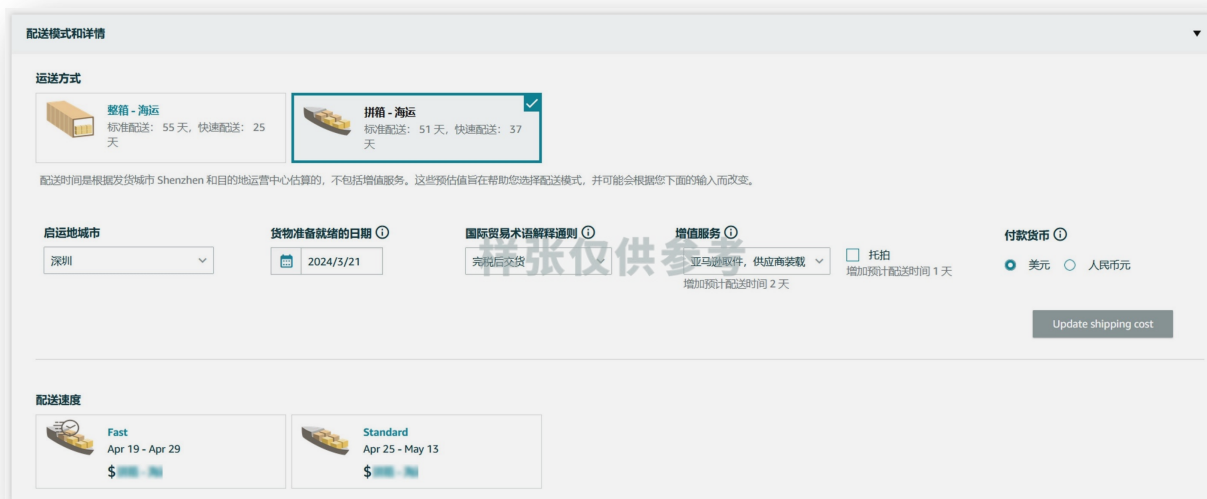 配送模式和详情
运送方式
整箱 - 海运
标准配送： 55 天，快速配送： 25
天
拼箱 - 海运
标准配送： 51 天，快速配送： 37
天
配送时间是根据发货城市 Shenzhen 和目的地运营中心估算的，不包括增值服务。这些预估值旨在帮助您选择配送模式，并可能会根据您下面的输入而改变。
启运地城市
货物准备就绪的日期
国际贸易术语解释通则
增值服务
付款货币
深圳
2024/3/21
完税后交货
亚马逊取件，供应商装载
托拍
增加预计配送时间 1 天
美元
人民币元
增加预计配送时间 2 天
样张仅供参考
Update shipping cost
配送速度
Fast
Apr 19 - Apr 29
$
Standard
Apr 25 - May 13
$